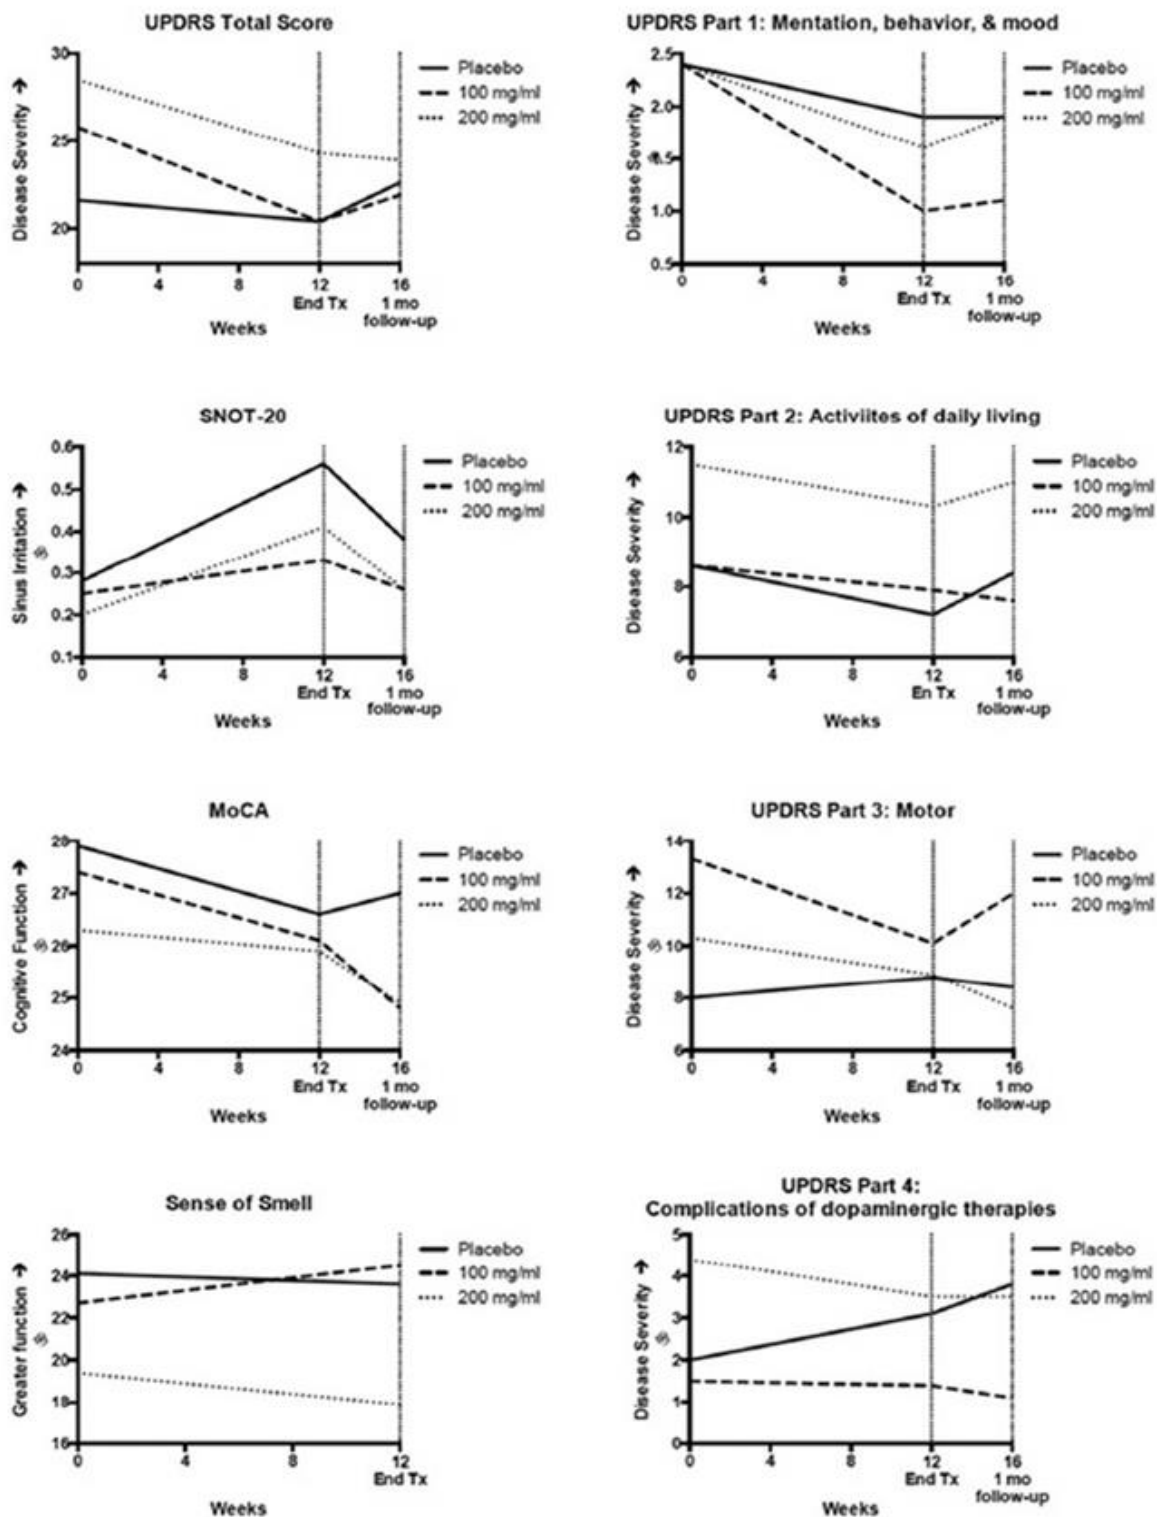 UPDRS Total Score
30
25
20
Disease Severity ➔
0 4 8 12 16
End Tx 1 mo
follow-up
Weeks
Placebo
100 mg/ml
200 mg/ml
UPDRS Part 1: Mentation, behavior, & mood
2.5
2.0
.5
1.0
0.5
Disease Severity ➔
0 4 8 12 16
End Tx 1 mo
follow-up
Weeks
Placebo
100 mg/ml
200 mg/ml
SNOT-20
0.6
0.5
0.4
0.3
0.2
0.1
Sinus Irritation ➔
0 4 8 12 16
End Tx 1 mo
follow-up
Weeks
Placebo
100 mg/ml
200 mg/ml
UPDRS Part 2: Activiites of daily living
12
10
8
6
Disease Severity ➔
0 4 8 12 16
En Tx 1 mo
follow-up
Weeks
Placebo
100 mg/ml
200 mg/ml
MoCA
28
27
26
25
24
Cognitive Function ➔
0 4 8 12 16
End Tx 1 mo
follow-up
Weeks
Placebo
100 mg/ml
200 mg/ml
UPDRS Part 3: Motor
14
12
10
8
6
Disease Severity ➔
0 4 8 12 16
End Tx 1 mo
follow-up
Weeks
Placebo
100 mg/ml
200 mg/ml
Sense of Smell
26
24
22
20
18
16
Greater function ➔
0 4 8 12
End Tx
Weeks
Placebo
100 mg/ml
200 mg/ml
UPDRS Part 4:
Complications of dopaminergic therapies
5
4
3
2
1
0
Disease Severity ➔
0 4 8 12 16
End Tx 1 mo
follow-up
Weeks
Placebo
100 mg/ml
200 mg/ml